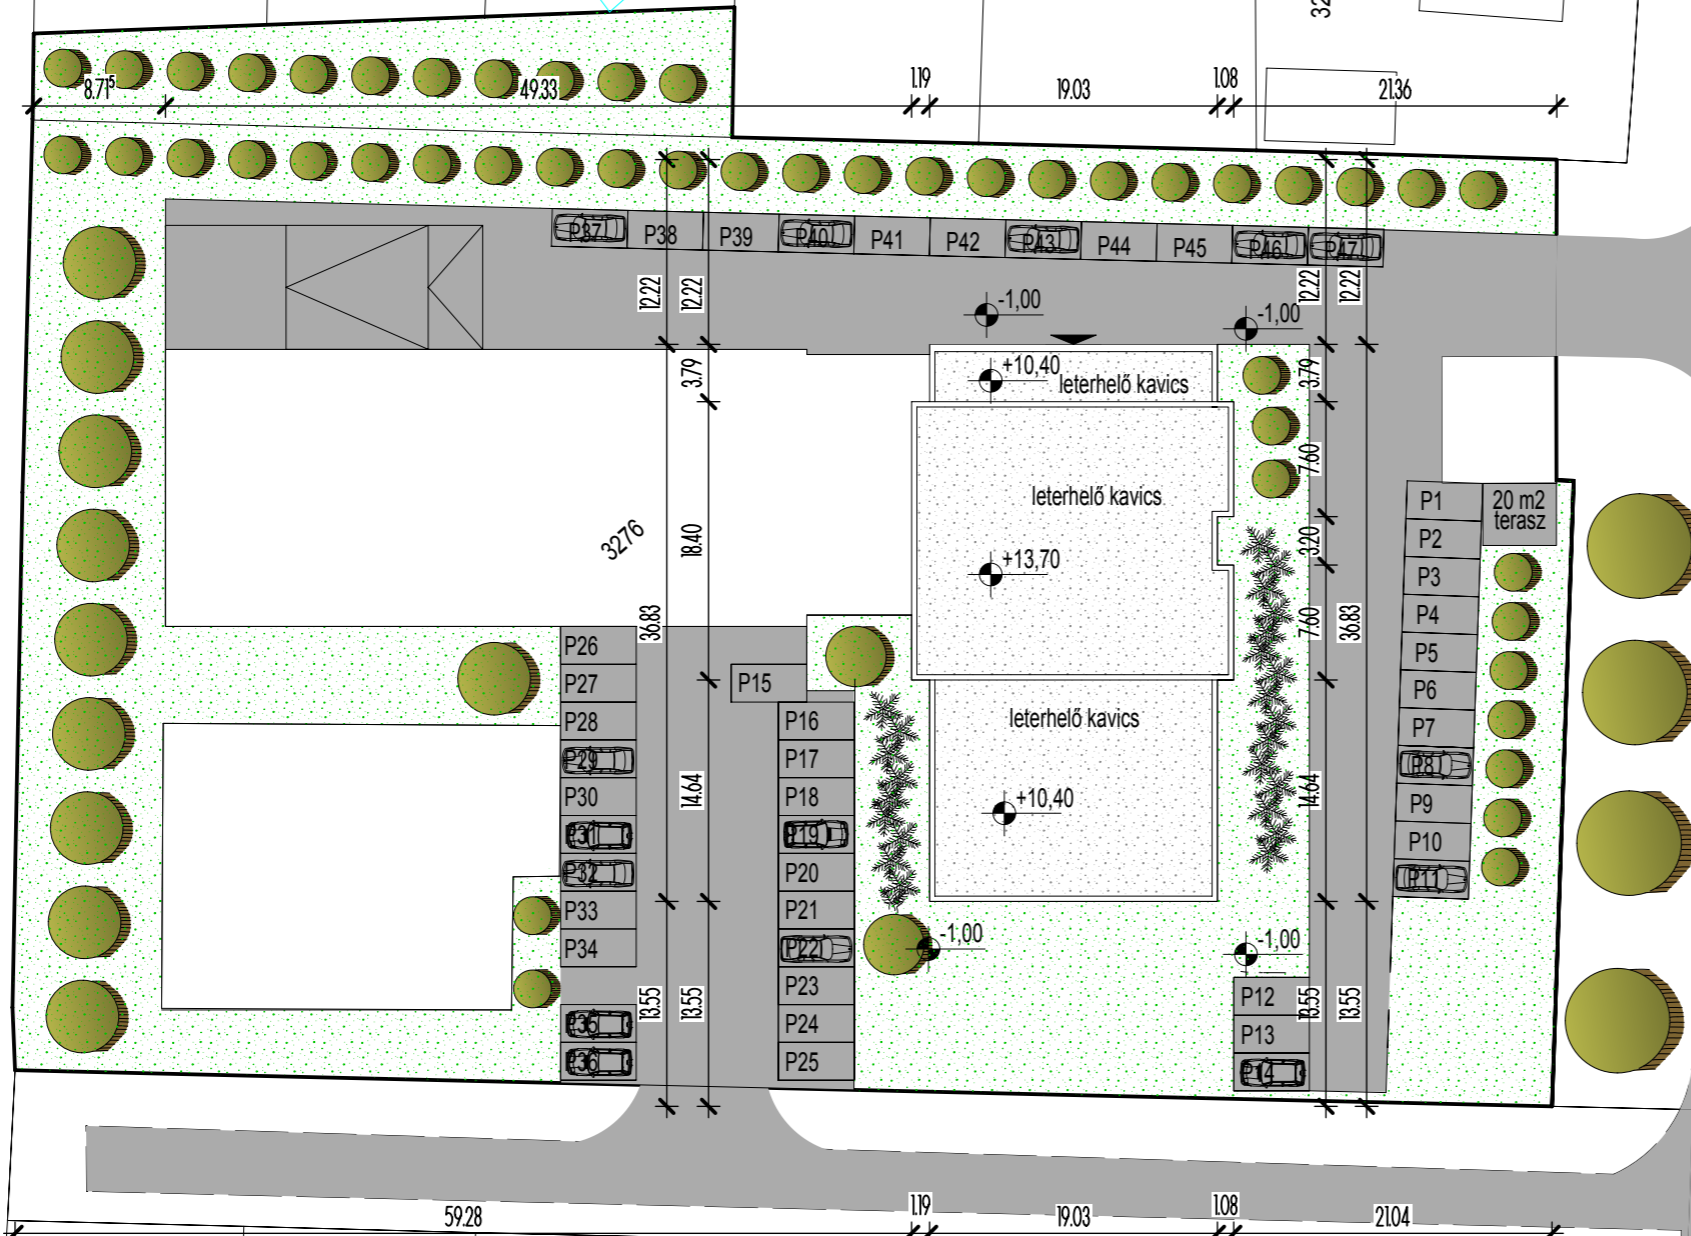 32
8.71⁵
49.33
1.19
19.03
1.08
21.36
P37
P38
P39
P40
P41
P42
P43
P44
P45
P46
P47
12.22
12.22
12.22
12.22
-1,00
-1,00
+10,40
leterhelő kavics
3.79
3.79
7.60
leterhelő kavics
3276
18.40
+13,70
3.20
P1
20 m2
terasz
P2
P3
P4
P5
P6
P7
P8
P9
P10
P11
36.83
7.60
36.83
P26
P27
P28
P29
P30
P31
P32
P33
P34
P35
P36
P15
P16
P17
P18
P19
P20
P21
P22
P23
P24
P25
leterhelő kavics
14.64
14.64
+10,40
-1,00
-1,00
P12
P13
P14
13.55
13.55
13.55
13.55
59.28
1.19
19.03
1.08
21.04